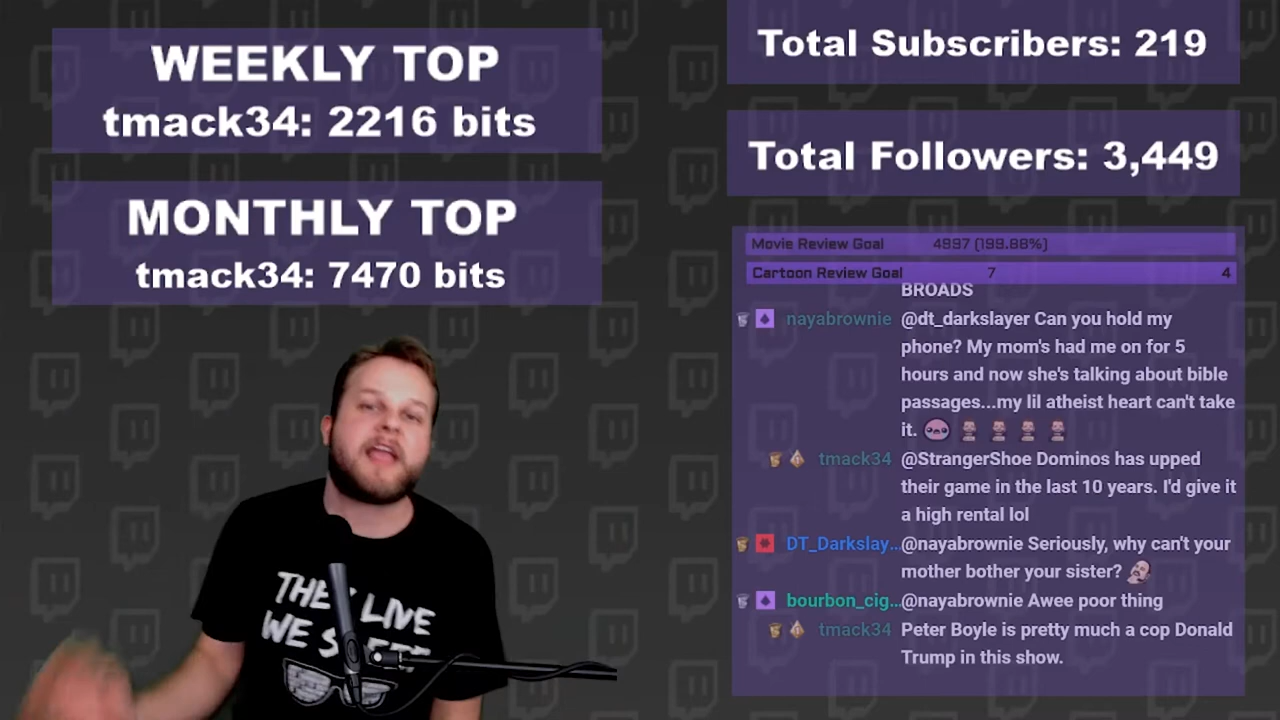 WEEKLY TOP
tmack34: 2216 bits
MONTHLY TOP
tmack34: 7470 bits
Total Subscribers: 219
Total Followers: 3,449
Movie Review Goal 4997 (199.88%)
Cartoon Review Goal 7 4
BROADS
nayabrownie @dt_darkslayer Can you hold my
phone? My mom's had me on for 5
hours and now she's talking about bible
passages...my lil atheist heart can't take
it.
tmack34 @StrangerShoe Dominos has upped
their game in the last 10 years. I'd give it
a high rental lol
DT_Darkslay... @nayabrownie Seriously, why can't your
mother bother your sister?
bourbon_cig... @nayabrownie Awee poor thing
tmack34 Peter Boyle is pretty much a cop Donald
Trump in this show.
THEY LIVE
WE SLEEP